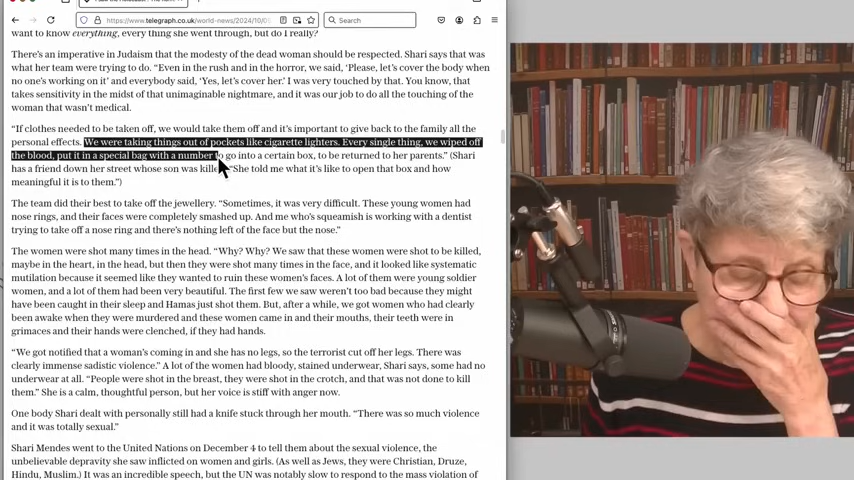 https://www.telegraph.co.uk/world-news/2024/10/0
Search
want to know everything, every thing she went through, but do I really?
There's an imperative in Judaism that the modesty of the dead woman should be respected. Shari says that was
what her team were trying to do. “Even in the rush and in the horror, we said, ‘Please, let's cover the body when
no one's working on it’ and everybody said, ‘Yes, let's cover her.’ I was very touched by that. You know, that
takes sensitivity in the midst of that unimaginable nightmare, and it was our job to do all the touching of the
woman that wasn't medical.
“If clothes needed to be taken off, we would take them off and it's important to give back to the family all the
personal effects. We were taking things out of pockets like cigarette lighters. Every single thing, we wiped off
the blood, put it in a special bag with a number to go into a certain box, to be returned to her parents.” (Shari
has a friend down her street whose son was killed. “She told me what it's like to open that box and how
meaningful it is to them.”)
The team did their best to take off the jewellery. “Sometimes, it was very difficult. These young women had
nose rings, and their faces were completely smashed up. And me who's squeamish is working with a dentist
trying to take off a nose ring and there's nothing left of the face but the nose.”
The women were shot many times in the head. “Why? Why? We saw that these women were shot to be killed,
maybe in the heart, in the head, but then they were shot many times in the face, and it looked like systematic
mutilation because it seemed like they wanted to ruin these women's faces. A lot of them were young soldier
women, and a lot of them had been very beautiful. The first few we saw weren't too bad because they might
have been caught in their sleep and Hamas just shot them. But, after a while, we got women who had clearly
been awake when they were murdered and these women came in and their mouths, their teeth were in
grimaces and their hands were clenched, if they had hands.
“We got notified that a woman's coming in and she has no legs, so the terrorist cut off her legs. There was
clearly immense sadistic violence.” A lot of the women had bloody, stained underwear, Shari says, some had no
underwear at all. “People were shot in the breast, they were shot in the crotch, and that was not done to kill
them.” She is a calm, thoughtful person, but her voice is stiff with anger now.
One body Shari dealt with personally still had a knife stuck through her mouth. “There was so much violence
and it was totally sexual.”
Shari Mendes went to the United Nations on December 4 to tell them about the sexual violence, the
unbelievable depravity she saw inflicted on women and girls. (As well as Jews, they were Christian, Druze,
Hindu, Muslim.) It was an incredible speech, but the UN was slowly to respond to the mass violation of